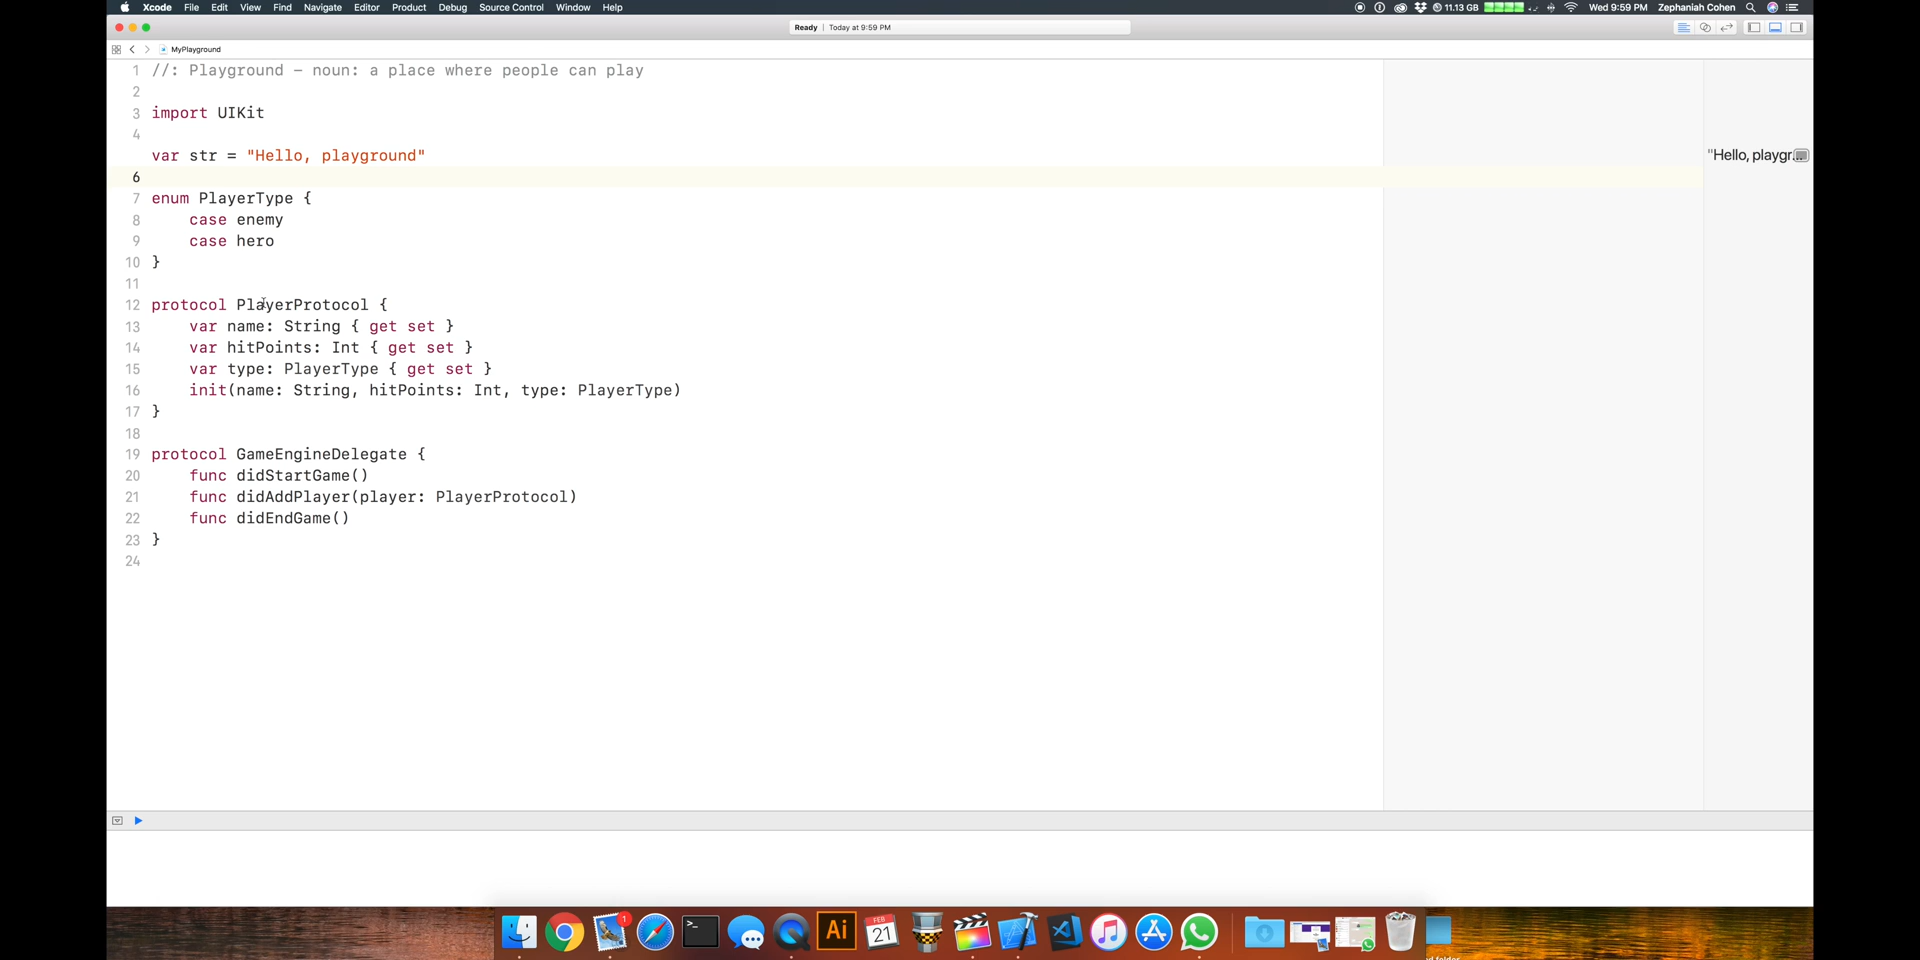 Xcode File Edit View Find Navigate Editor Product Debug Source Control Window Help 11.13 GB Wed 9:59 PM Zephaniah Cohen
Ready | Today at 9:59 PM
MyPlayground
1 //: Playground - noun: a place where people can play
2
3 import UIKit
4
var str = "Hello, playground"
"Hello, playgr...
6
7 enum PlayerType {
8 case enemy
9 case hero
10 }
11
12 protocol PlayerProtocol {
13 var name: String { get set }
14 var hitPoints: Int { get set }
15 var type: PlayerType { get set }
16 init(name: String, hitPoints: Int, type: PlayerType)
17 }
18
19 protocol GameEngineDelegate {
20 func didStartGame()
21 func didAddPlayer(player: PlayerProtocol)
22 func didEndGame()
23 }
24
1
>_
Ai
FEB
21